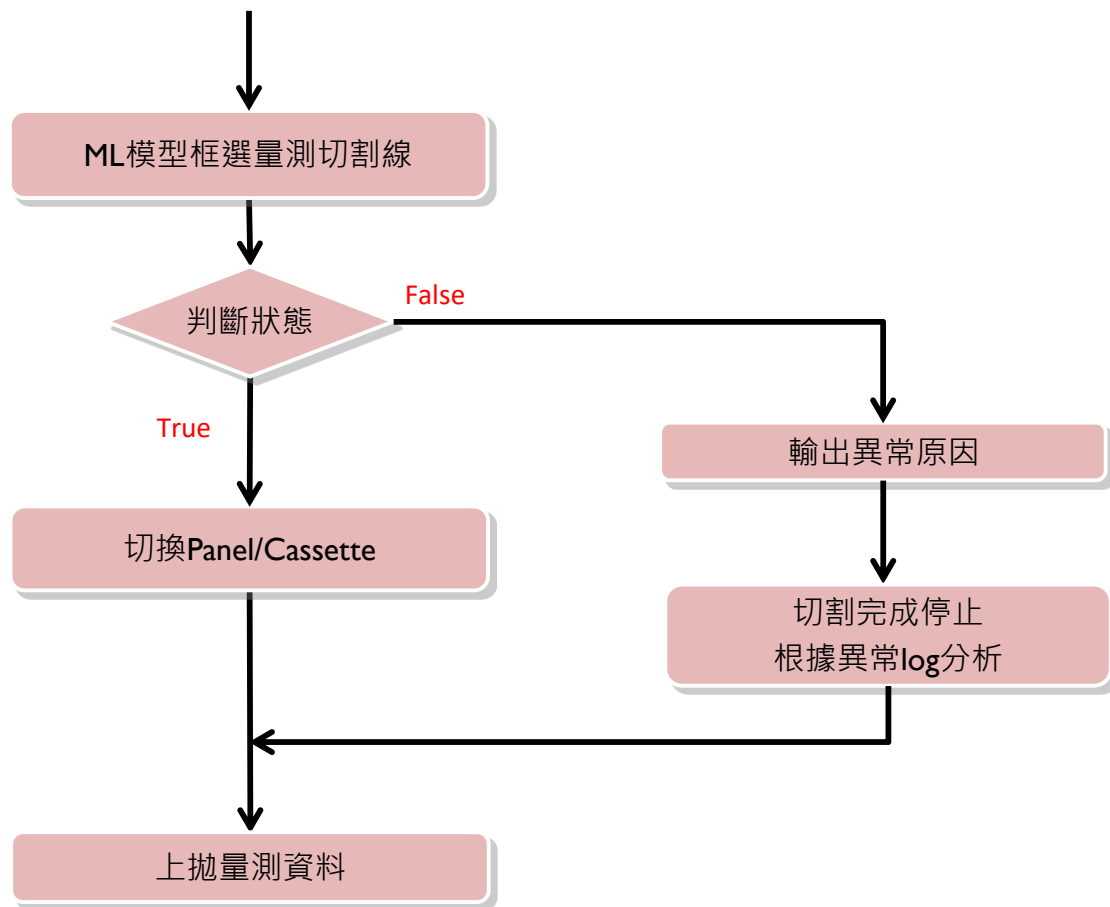 ML模型框選量測切割線
判斷狀態
False
True
輸出異常原因
切換Panel/Cassette
切割完成停止
根據異常log分析
上拋量測資料